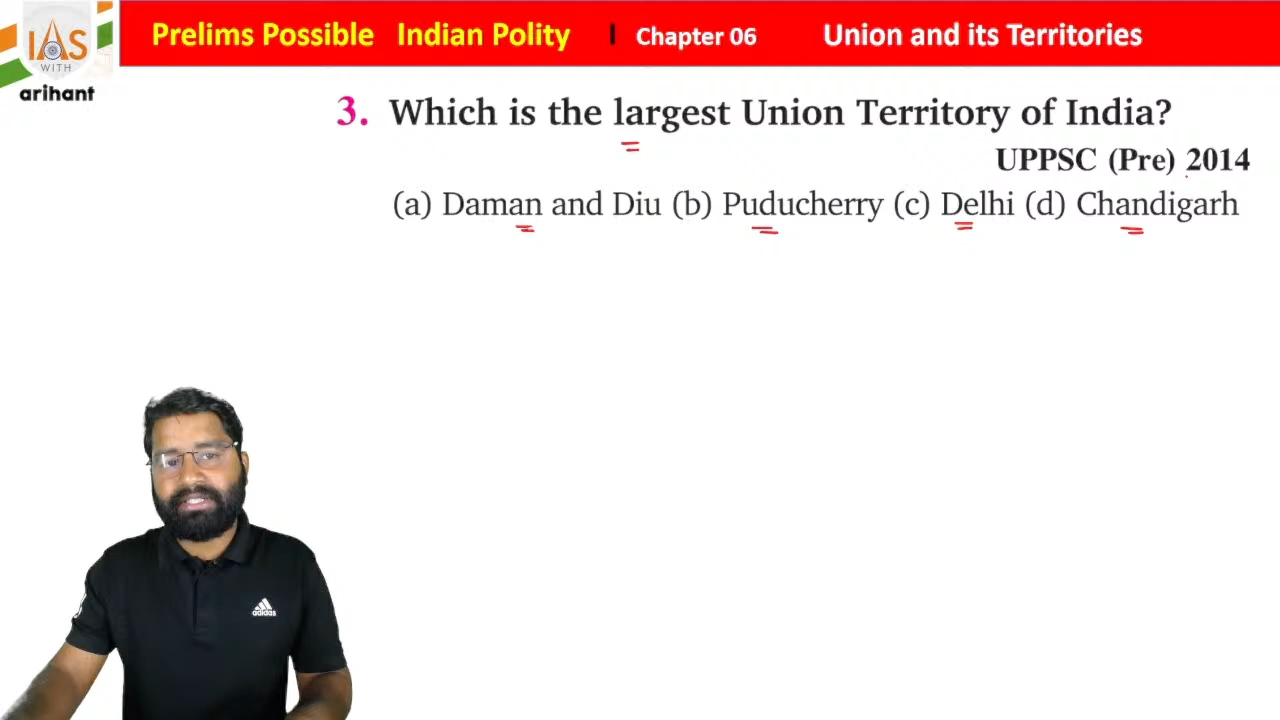 IAS
WITH
arihant
Prelims Possible Indian Polity | Chapter 06 Union and its Territories
3. Which is the largest Union Territory of India?
UPPSC (Pre) 2014
(a) Daman and Diu (b) Puducherry (c) Delhi (d) Chandigarh
adidas